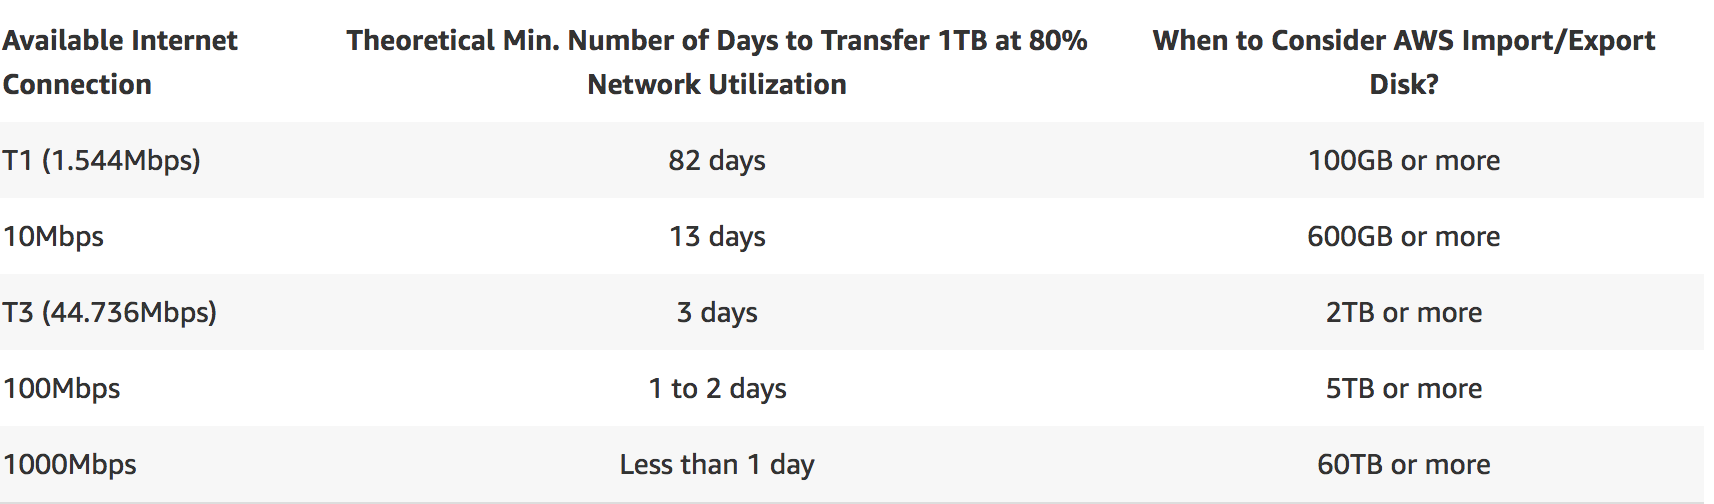 Available Internet Connection
Theoretical Min. Number of Days to Transfer 1TB at 80% Network Utilization
When to Consider AWS Import/Export Disk?
T1 (1.544Mbps) 82 days 100GB or more
10Mbps 13 days 600GB or more
T3 (44.736Mbps) 3 days 2TB or more
100Mbps 1 to 2 days 5TB or more
1000Mbps Less than 1 day 60TB or more